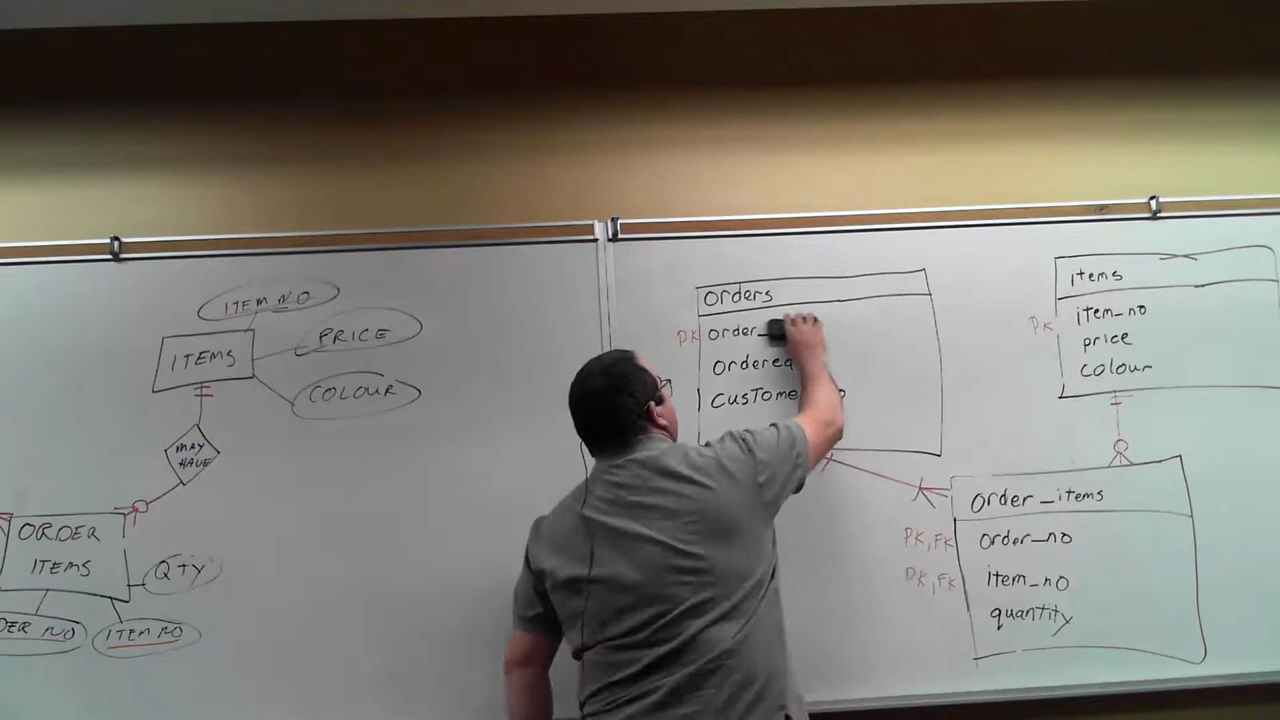 ITEM NO
ITEMS
PRICE
COLOUR
MAY
HAVE
ORDER
ITEMS
QTY
ITEM NO
Orders
PK order_
items
PK item_no
price
colour
order_items
PK,FK order_no
PK,FK item_no
quantity